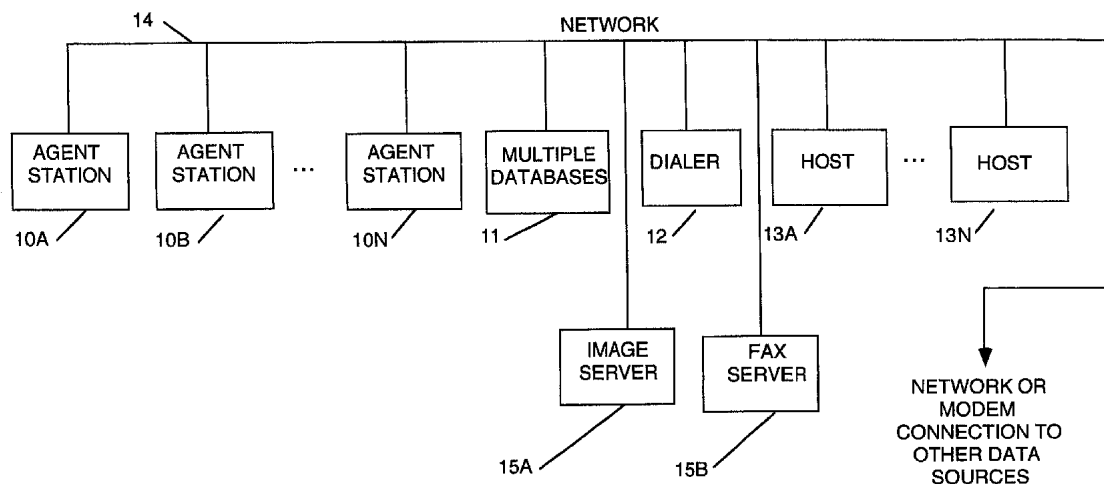 14
NETWORK
AGENT
STATION
AGENT
STATION
...
AGENT
STATION
MULTIPLE
DATABASES
DIALER
HOST
...
HOST
10A
10B
10N
11
12
13A
13N
IMAGE
SERVER
FAX
SERVER
15A
15B
NETWORK OR
MODEM
CONNECTION TO
OTHER DATA
SOURCES